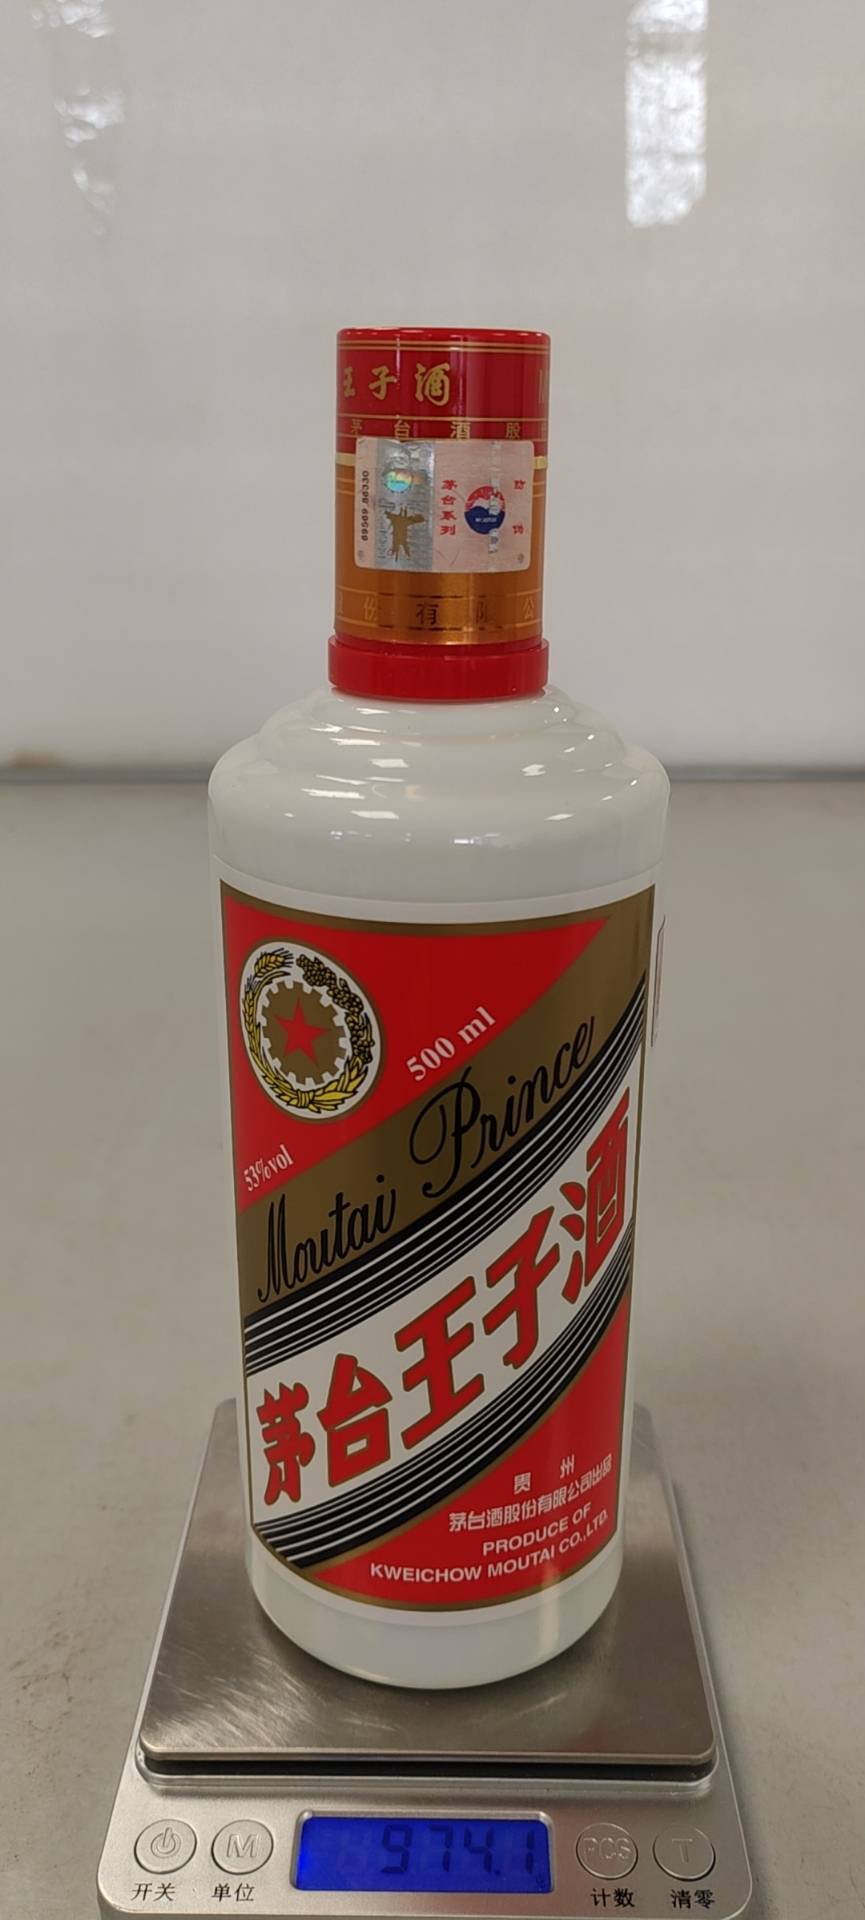 王子酒 M
茅台酒股份
69569 86330
茅台系列
防伪
份有限公
500 ml
53%vol
Moutai Prince
茅台王子酒
贵州
茅台酒股份有限公司出品
PRODUCE OF
KWEICHOW MOUTAI CO.,LTD.
974.1
M PCS T
开关 单位 计数 清零